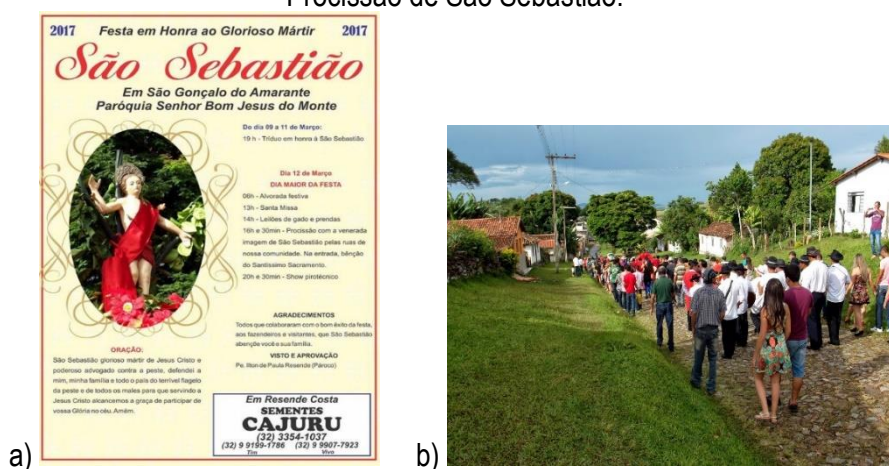 Procissão de São Sebastião.
2017 Festa em Honra ao Glorioso Mártir 2017
São Sebastião
Em São Gonçalo do Amarante
Paróquia Senhor Bom Jesus do Monte
De dia 09 a 11 de Março:
19 h - Tríduo em honra à São Sebastião
Dia 12 de Março
DIA MAIOR DA FESTA
06h - Alvorada festiva
13h - Santa Missa
14h - Leilões de gado e prendas
16h e 30min - Procissão com a venerada
imagem de São Sebastião pelas ruas de
nossa comunidade. Na entrada, bênção
do Santíssimo Sacramento.
20h e 30min - Show pirotécnico
AGRADECIMENTOS
Todos que colaboraram com o bom êxito da festa,
aos fazendeiros e visitantes, que São Sebastião
abençõe você e sua família.
VISTO E APROVAÇÃO
Pe. Ilton de Paula Resende (Pároco)
ORAÇÃO:
São Sebastião glorioso mártir de Jesus Cristo e
poderoso advogado contra a peste, defendei a
mim, minha família e todo o país do terrível flagelo
da peste e de todos os males para que servindo a
Jesus Cristo alcancemos a graça de participar de
vossa Glória no céu. Amém.
Em Resende Costa
SEMENTES
CAJURU
(32) 3354-1037
(32) 9 9199-1786 (32) 9 9907-7923
Tim Vivo
a)
b)